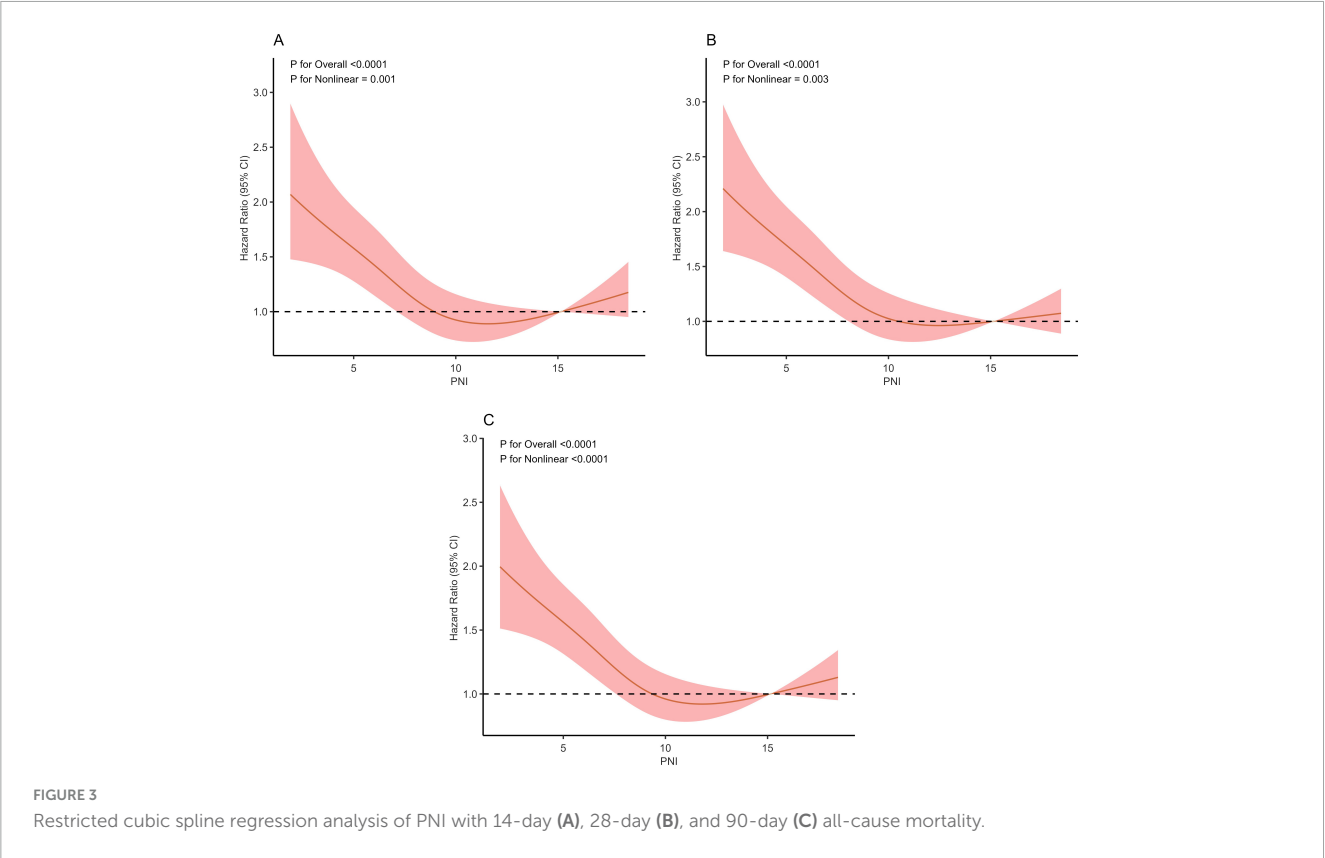 A
P for Overall <0.0001
P for Nonlinear = 0.001
3.0
2.5
2.0
1.5
1.0
Hazard Ratio (95% CI)
5
10
15
PNI
B
P for Overall <0.0001
P for Nonlinear = 0.003
3.0
2.5
2.0
1.5
1.0
Hazard Ratio (95% CI)
5
10
15
PNI
C
P for Overall <0.0001
P for Nonlinear <0.0001
3.0
2.5
2.0
1.5
1.0
Hazard Ratio (95% CI)
5
10
15
PNI
FIGURE 3
Restricted cubic spline regression analysis of PNI with 14-day (A), 28-day (B), and 90-day (C) all-cause mortality.